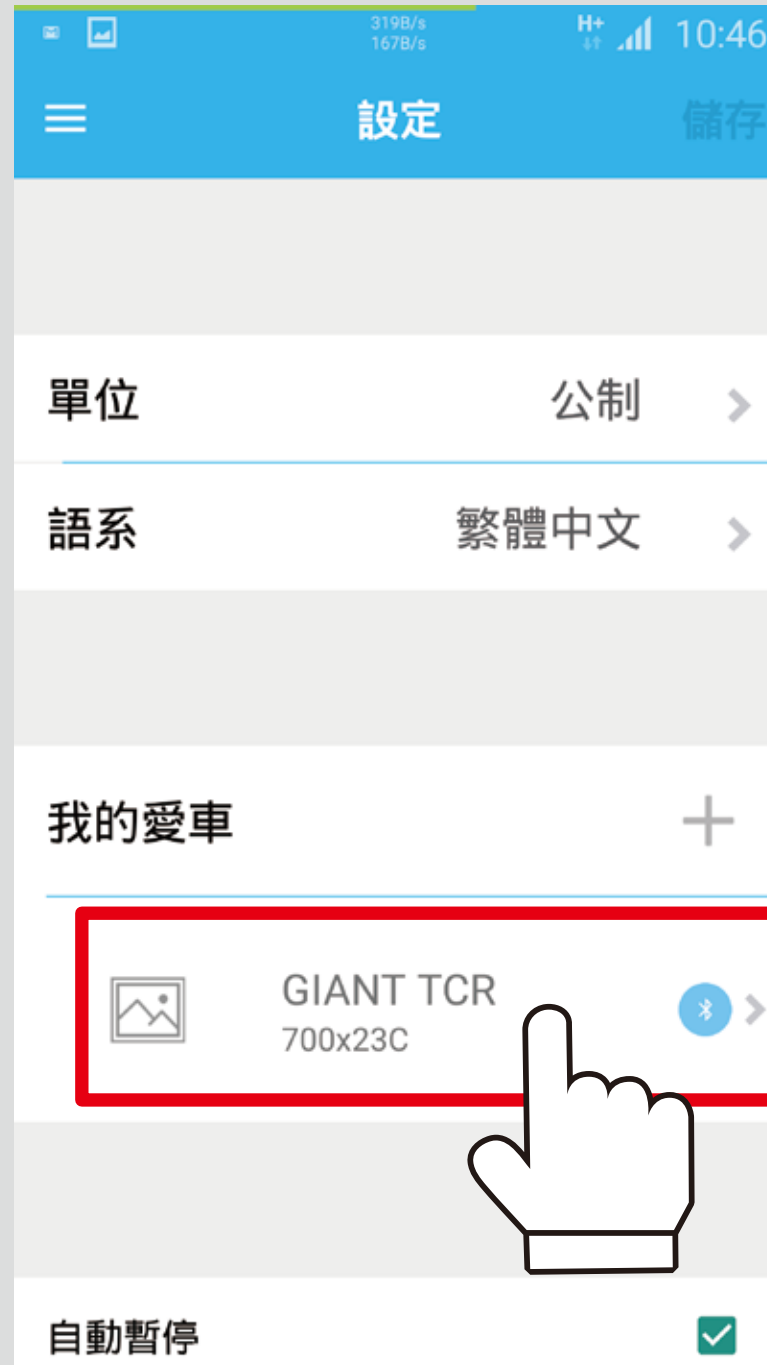 319B/s
167B/s
H+ 10:46
設定 儲存
單位 公制
語系 繁體中文
我的愛車
GIANT TCR
700x23C
自動暫停